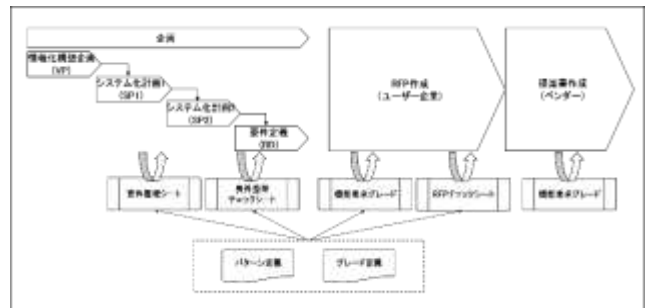 企画
情報化構想企画
(VP)
システム化計画1
(SP1)
システム化計画2
(SP2)
要件定義
(RD)
RFP作成
(ユーザー企業)
提案書作成
(ベンダー)
要件整理シート
要件整理
チェックシート
機能要求グレード
RFPチェックシート
機能要求グレード
パターン定義
グレード定義